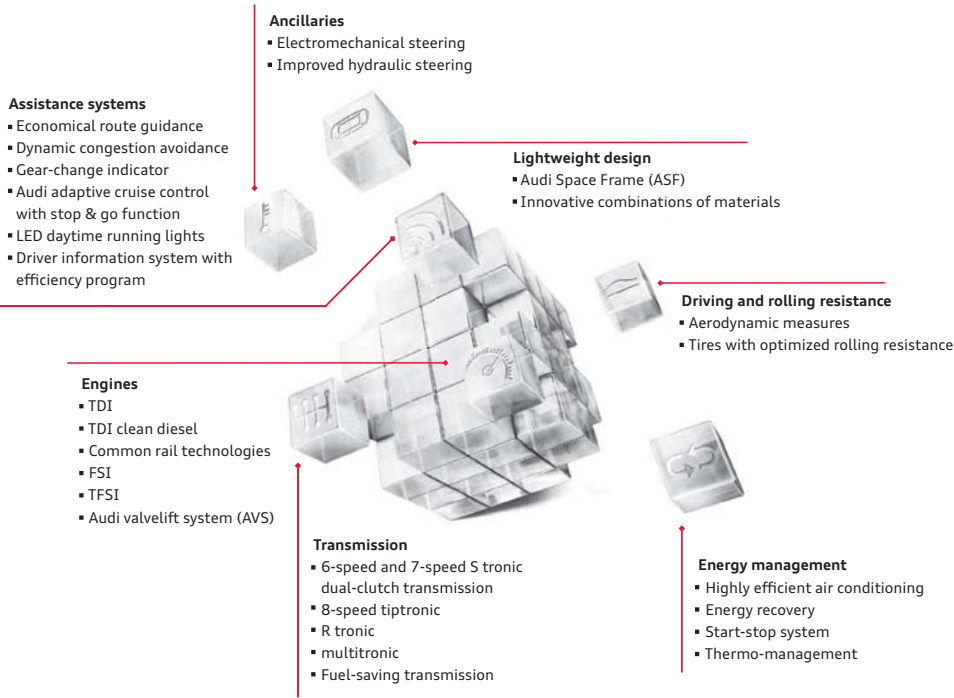 Ancillaries
▪ Electromechanical steering
▪ Improved hydraulic steering
Assistance systems
▪ Economical route guidance
▪ Dynamic congestion avoidance
▪ Gear-change indicator
▪ Audi adaptive cruise control
with stop & go function
▪ LED daytime running lights
▪ Driver information system with
efficiency program
Lightweight design
▪ Audi Space Frame (ASF)
▪ Innovative combinations of materials
Driving and rolling resistance
▪ Aerodynamic measures
▪ Tires with optimized rolling resistance
Engines
▪ TDI
▪ TDI clean diesel
▪ Common rail technologies
▪ FSI
▪ TFSI
▪ Audi valvelift system (AVS)
Transmission
▪ 6-speed and 7-speed S tronic
dual-clutch transmission
▪ 8-speed tiptronic
▪ R tronic
▪ multitronic
▪ Fuel-saving transmission
Energy management
▪ Highly efficient air conditioning
▪ Energy recovery
▪ Start-stop system
▪ Thermo-management